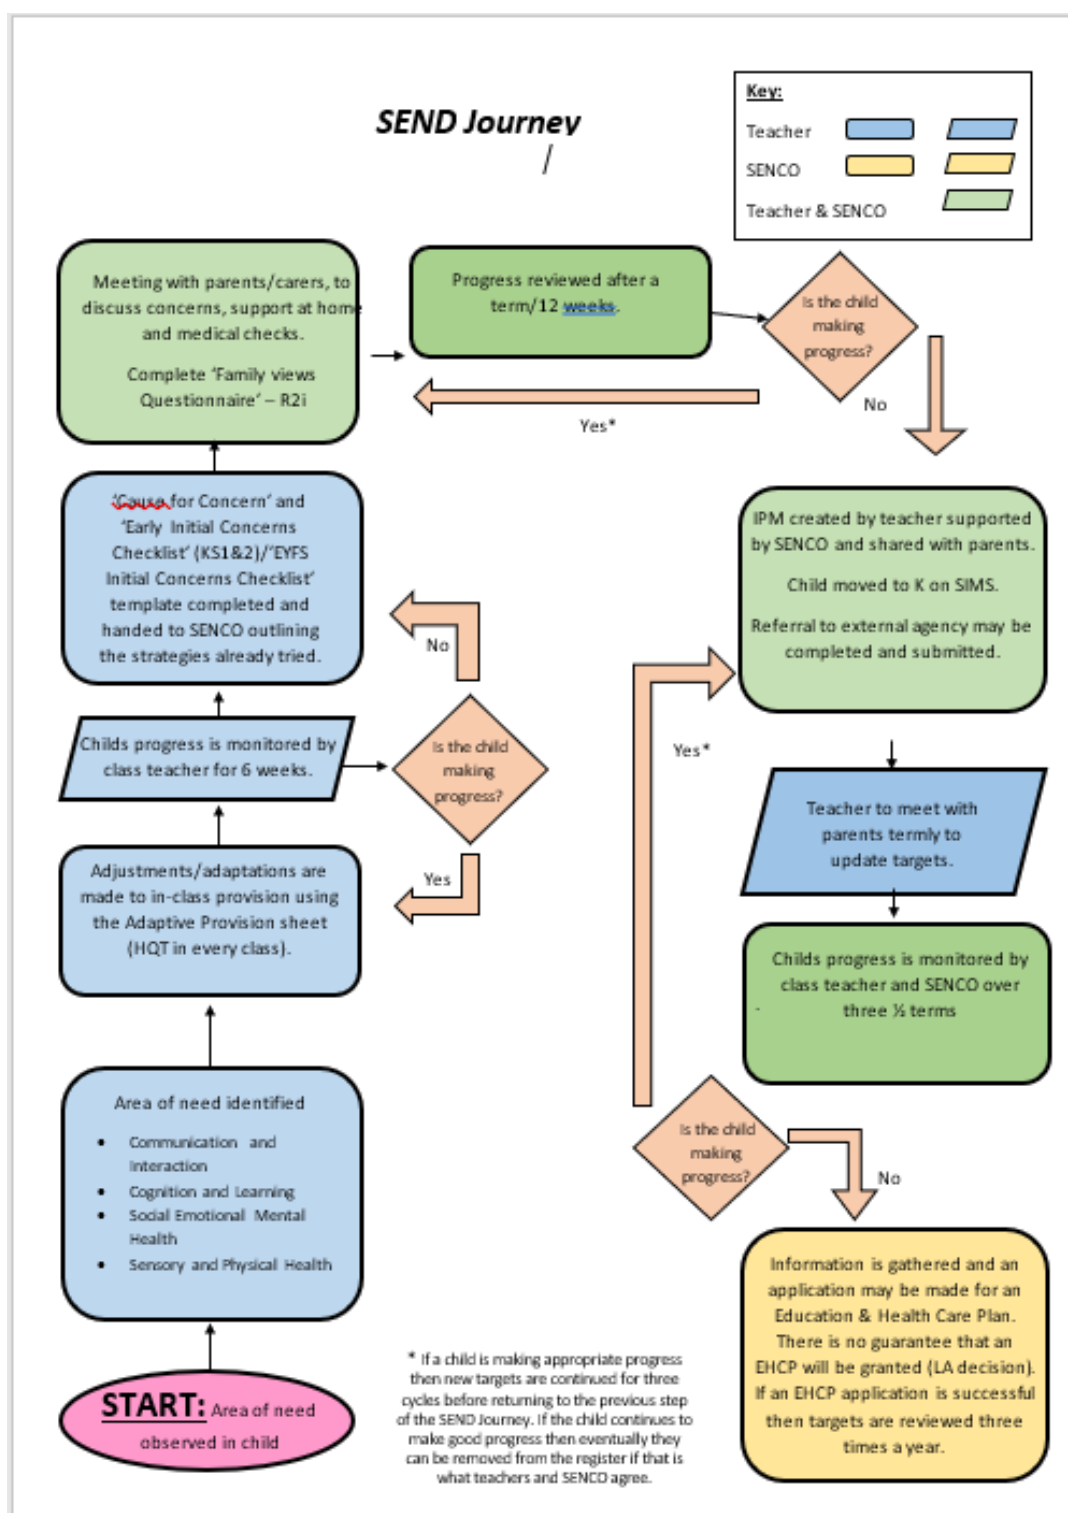 SEND Journey
/
Key:
Teacher
SENCO
Teacher & SENCO
Meeting with parents/carers, to
discuss concerns, support at home
and medical checks.
Complete ‘Family views
Questionnaire’ – R2i
Progress reviewed after a
term/12 weeks.
Is the child
making
progress?
Yes*
No
‘Cause for Concern’ and
‘Early Initial Concerns
Checklist’ (KS1&2)/‘EYFS
Initial Concerns Checklist’
template completed and
handed to SENCO outlining
the strategies already tried.
No
Childs progress is monitored by
class teacher for 6 weeks.
Is the child
making
progress?
Yes
Adjustments/adaptations are
made to in-class provision using
the Adaptive Provision sheet
(HQT in every class).
Area of need identified
• Communication and
Interaction
• Cognition and Learning
• Social Emotional Mental
Health
• Sensory and Physical Health
START: Area of need
observed in child
IPM created by teacher supported
by SENCO and shared with parents.
Child moved to K on SIMS.
Referral to external agency may be
completed and submitted.
Yes*
Teacher to meet with
parents termly to
update targets.
Childs progress is monitored by
class teacher and SENCO over
three ½ terms
Is the child
making
progress?
No
Information is gathered and an
application may be made for an
Education & Health Care Plan.
There is no guarantee that an
EHCP will be granted (LA decision).
If an EHCP application is successful
then targets are reviewed three
times a year.
* If a child is making appropriate progress
then new targets are continued for three
cycles before returning to the previous step
of the SEND Journey. If the child continues to
make good progress then eventually they
can be removed from the register if that is
what teachers and SENCO agree.